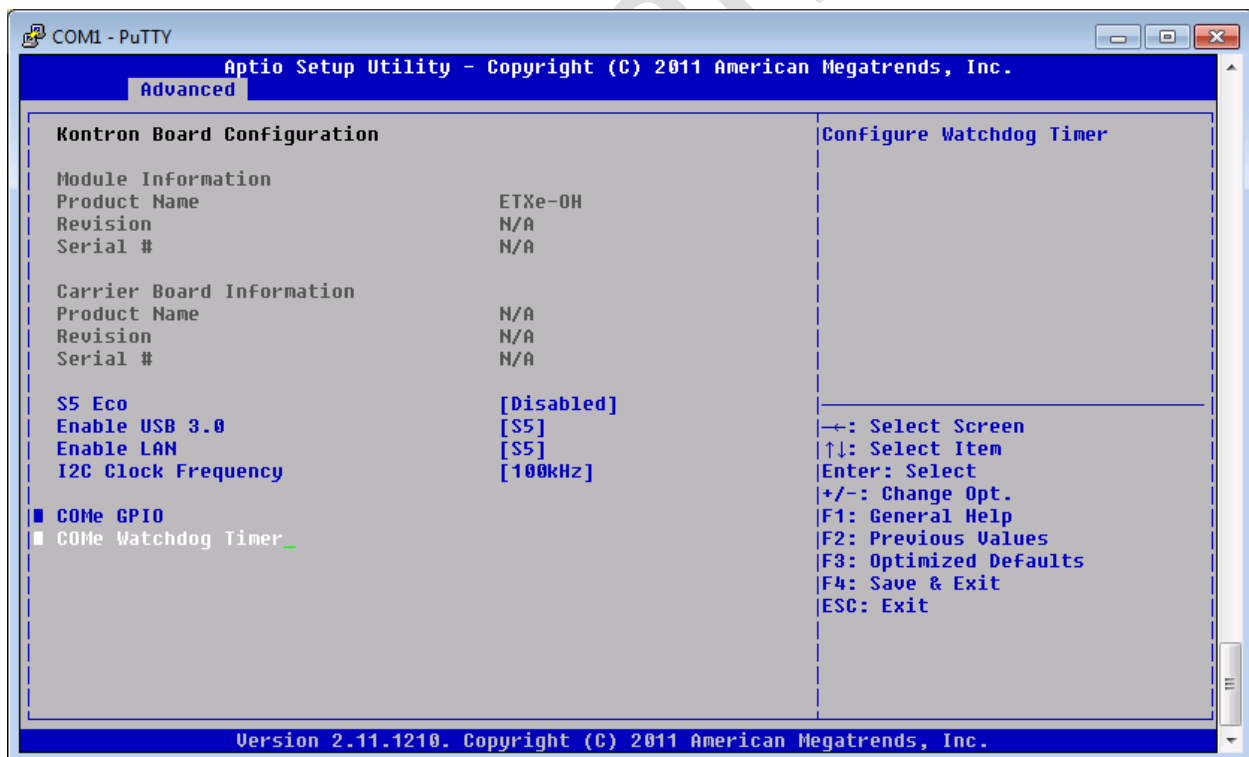 COM1 - PuTTY
Aptio Setup Utility - Copyright (C) 2011 American Megatrends, Inc.
Advanced
Kontron Board Configuration
Module Information
Product Name ETXe-OH
Revision N/A
Serial # N/A
Carrier Board Information
Product Name N/A
Revision N/A
Serial # N/A
S5 Eco [Disabled]
Enable USB 3.0 [S5]
Enable LAN [S5]
I2C Clock Frequency [100kHz]
COMe GPIO
COMe Watchdog Timer_
Configure Watchdog Timer
→←: Select Screen
↑↓: Select Item
Enter: Select
+/-: Change Opt.
F1: General Help
F2: Previous Values
F3: Optimized Defaults
F4: Save & Exit
ESC: Exit
Version 2.11.1210. Copyright (C) 2011 American Megatrends, Inc.